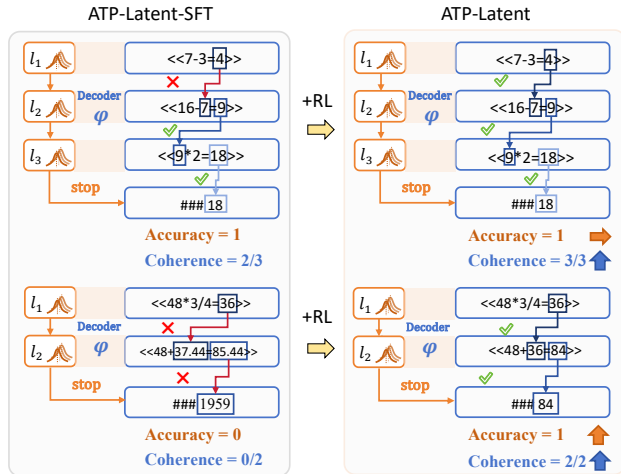 ATP-Latent-SFT
l1
Decoder
φ
<<7-3=4>>
l2
<<16-7=9>>
l3
<<9*2=18>>
stop
### 18
Accuracy = 1
Coherence = 2/3
+RL
ATP-Latent
l1
Decoder
φ
<<7-3=4>>
l2
<<16-7=9>>
l3
<<9*2=18>>
stop
### 18
Accuracy = 1
Coherence = 3/3
l1
Decoder
φ
<<48*3/4=36>>
l2
<<48+37.44=85.44>>
stop
### 1959
Accuracy = 0
Coherence = 0/2
+RL
l1
Decoder
φ
<<48*3/4=36>>
l2
<<48+36=84>>
stop
### 84
Accuracy = 1
Coherence = 2/2